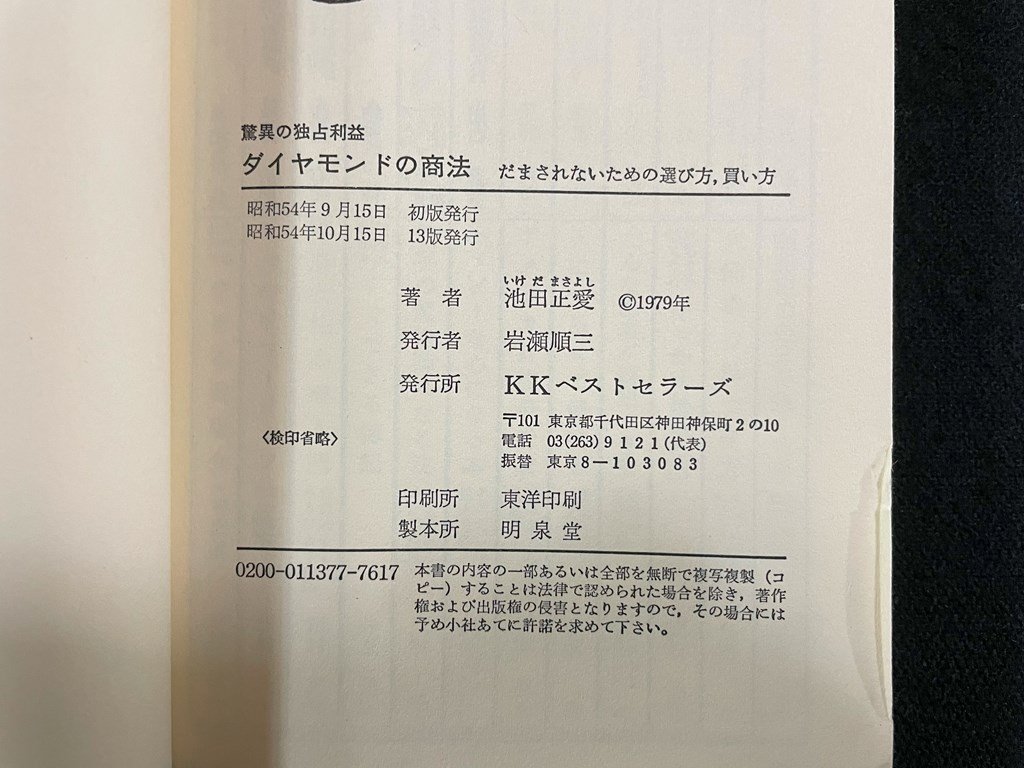 驚異の独占利益
ダイヤモンドの商法 だまされないための選び方,買い方
昭和54年9月15日 初版発行
昭和54年10月15日 13版発行
いけ だ まさよし
著 者 池田正愛 ©1979年
発行者 岩瀬順三
発行所 KKベストセラーズ
〒101 東京都千代田区神田神保町2の10
〈検印省略〉 電話 03(263)9121(代表)
振替 東京8-103083
印刷所 東洋印刷
製本所 明泉堂
0200-011377-7617 本書の内容の一部あるいは全部を無断で複写複製(コ
ピー)することは法律で認められた場合を除き,著作
権および出版権の侵害となりますので,その場合には
予め小社あてに許諾を求めて下さい。